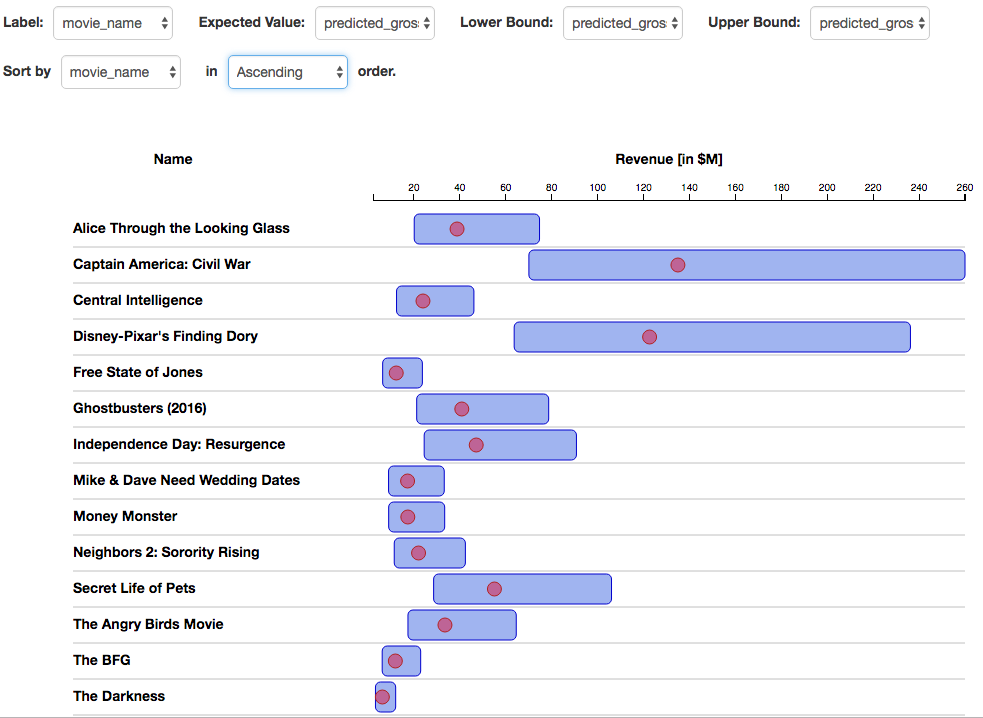 Label: movie_name Expected Value: predicted_gros Lower Bound: predicted_gros Upper Bound: predicted_gros
Sort by movie_name in Ascending order.
Name Revenue [in $M]
20 40 60 80 100 120 140 160 180 200 220 240 260
Alice Through the Looking Glass
Captain America: Civil War
Central Intelligence
Disney-Pixar's Finding Dory
Free State of Jones
Ghostbusters (2016)
Independence Day: Resurgence
Mike & Dave Need Wedding Dates
Money Monster
Neighbors 2: Sorority Rising
Secret Life of Pets
The Angry Birds Movie
The BFG
The Darkness